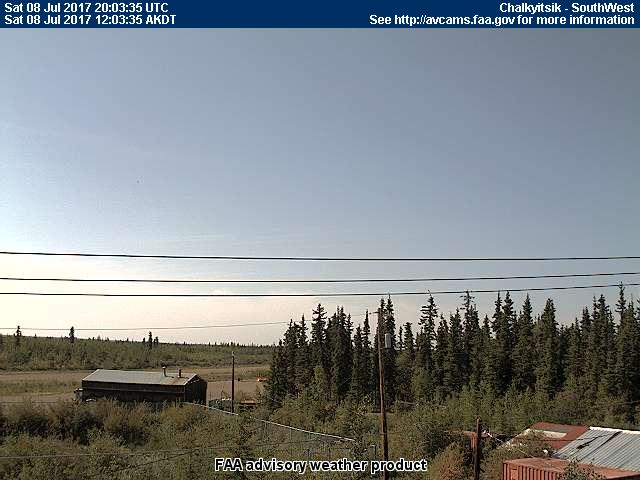 Sat 08 Jul 2017 20:03:35 UTC
Chalkyitsik - SouthWest
Sat 08 Jul 2017 12:03:35 AKDT
See http://avcams.faa.gov for more information
FAA advisory weather product